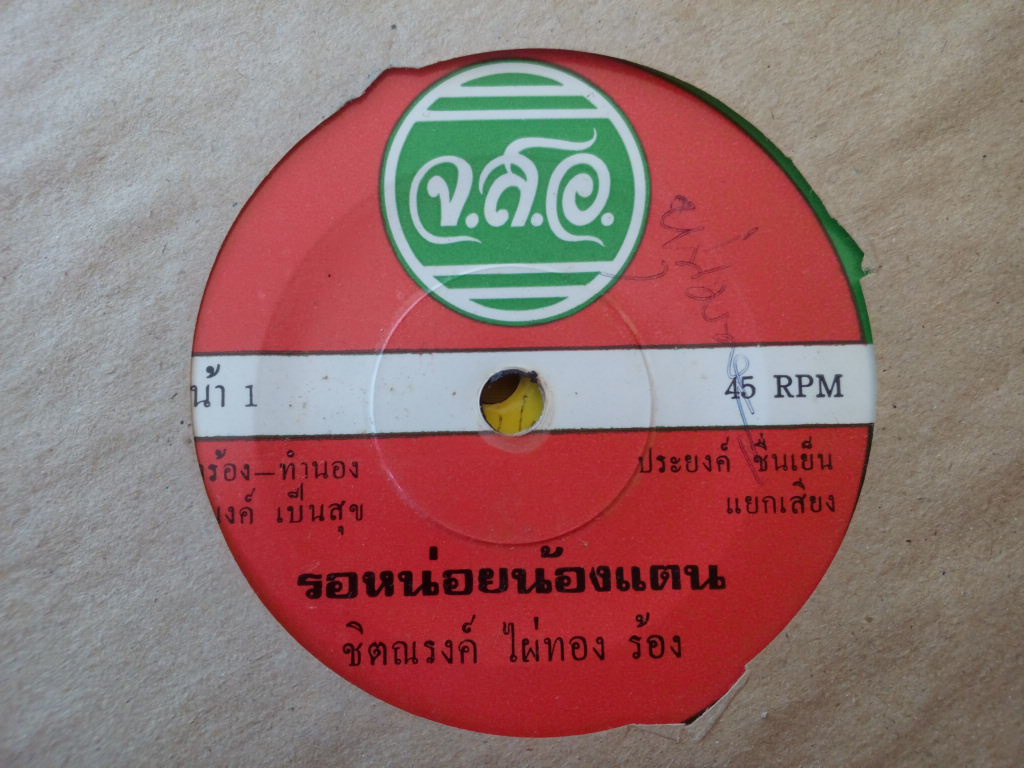 จ.ส.อ.
น้า 1
45 RPM
ร้อง–ทำนอง
ประยงค์ ชื่นเย็น
งค์ เป็นสุข
แยกเสียง
รอหน่อยน้องแตน
ชิตณรงค์ ไผ่ทอง ร้อง